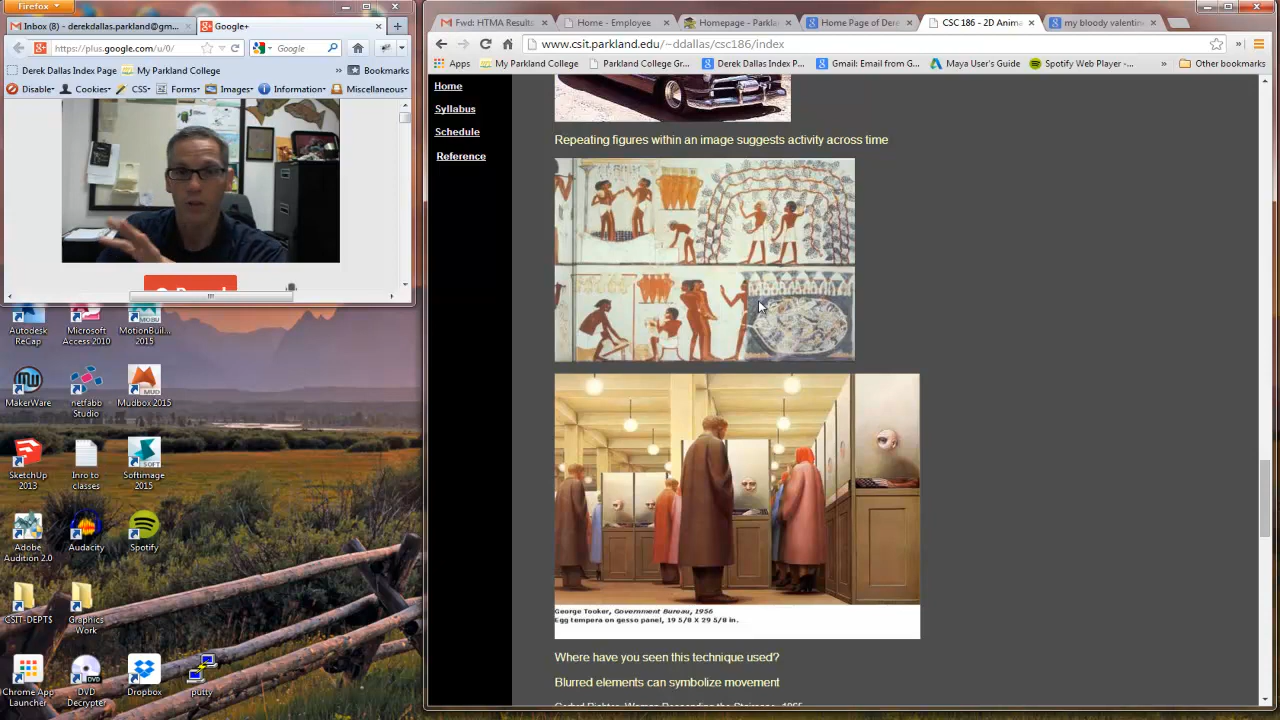 Firefox
Inbox (8) - derekdallas.parkland@gm...
Google+
https://plus.google.com/u/0/
Google
Derek Dallas Index Page
My Parkland College
»
Bookmarks
Disable
Cookies
CSS
Forms
Images
Information
Miscellaneous
Autodesk ReCap
Microsoft Access 2010
MotionBuil... 2015
MakerWare
netfabb Studio
Mudbox 2015
SketchUp 2013
Inro to classes
Softimage 2015
Adobe Audition 2.0
Audacity
Spotify
CSIT-DEPT$
Graphics Work
Chrome App Launcher
DVD Decrypter
Dropbox
putty
Fwd: HTMA Results
Home - Employee
Homepage - Parkla
Home Page of Dere
CSC 186 - 2D Anima
my bloody valentin
www.csit.parkland.edu/~ddallas/csc186/index
Apps
My Parkland College
Parkland College Gr...
Derek Dallas Index P...
Gmail: Email from G...
Maya User's Guide
Spotify Web Player -...
»
Other bookmarks
Home
Syllabus
Schedule
Reference
Repeating figures within an image suggests activity across time
George Tooker, Government Bureau, 1956
Egg tempera on gesso panel, 19 5/8 X 29 5/8 in.
Where have you seen this technique used?
Blurred elements can symbolize movement